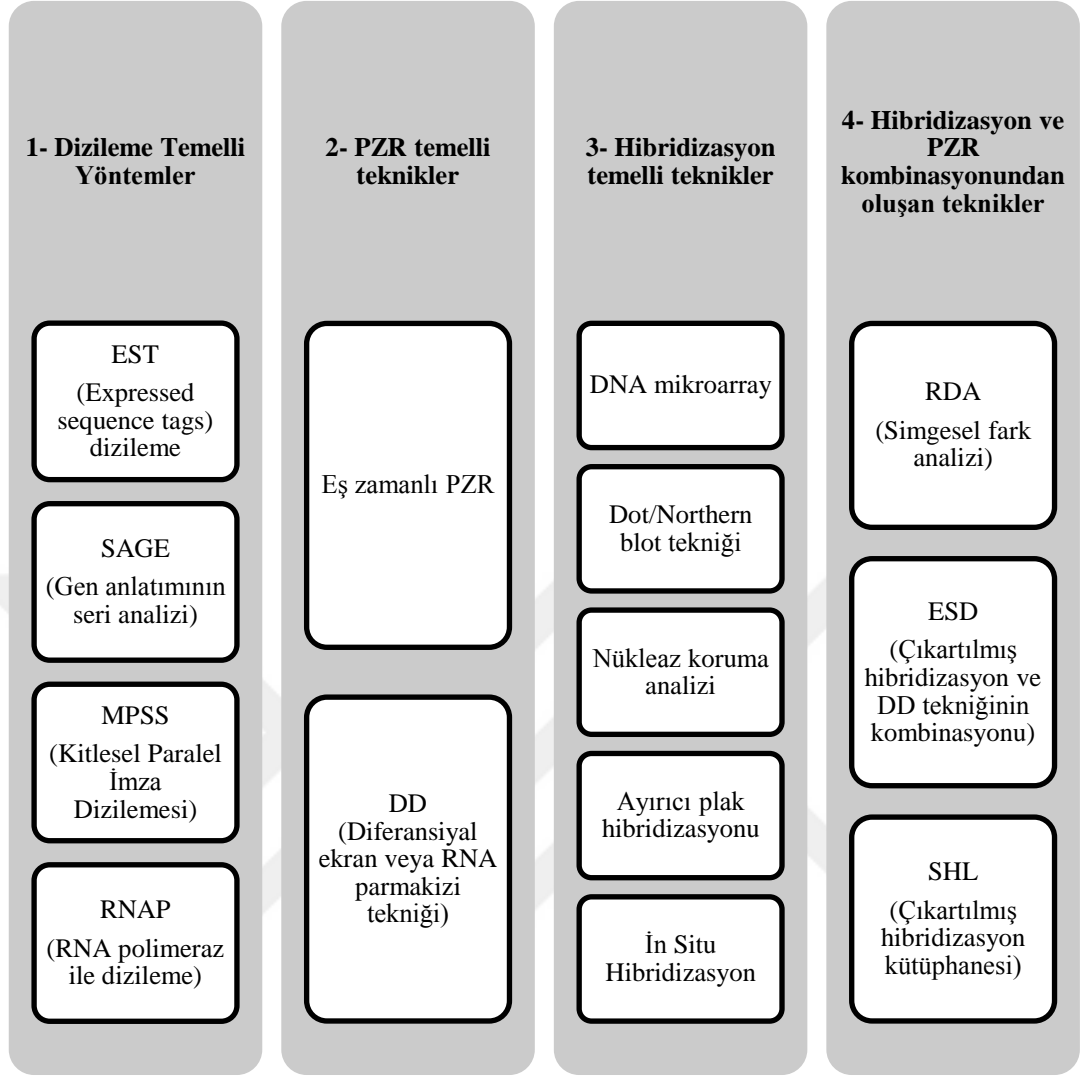 1- Dizileme Temelli
Yöntemler
EST
(Expressed
sequence tags)
dizileme
SAGE
(Gen anlatımının
seri analizi)
MPSS
(Kitlesel Paralel
İmza
Dizilemesi)
RNAP
(RNA polimeraz
ile dizileme)
2- PZR temelli
teknikler
Eş zamanlı PZR
DD
(Diferansiyal
ekran veya RNA
parmakizi
tekniği)
3- Hibridizasyon
temelli teknikler
DNA mikroarray
Dot/Northern
blot tekniği
Nükleaz koruma
analizi
Ayırıcı plak
hibridizasyonu
İn Situ
Hibridizasyon
4- Hibridizasyon ve
PZR
kombinasyonundan
oluşan teknikler
RDA
(Simgesel fark
analizi)
ESD
(Çıkartılmış
hibridizasyon ve
DD tekniğinin
kombinasyonu)
SHL
(Çıkartılmış
hibridizasyon
kütüphanesi)